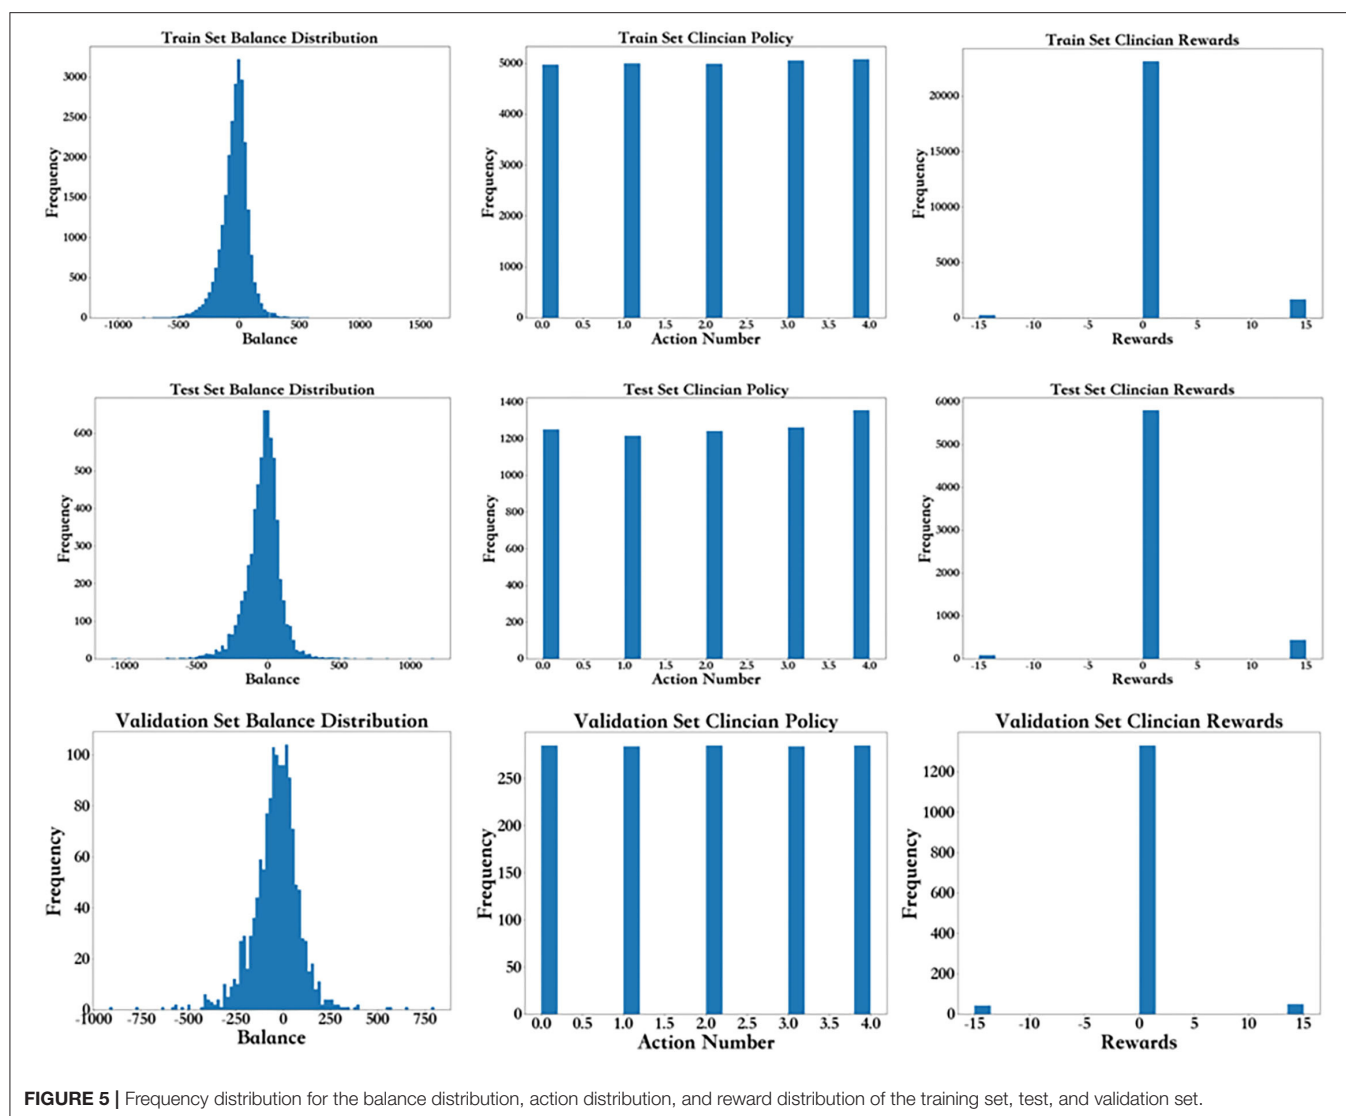 Train Set Balance Distribution
Frequency
3000
2500
2000
1500
1000
500
0
-1000 -500 0 500 1000 1500
Balance
Train Set Clincian Policy
Frequency
5000
4000
3000
2000
1000
0
0.0 0.5 1.0 1.5 2.0 2.5 3.0 3.5 4.0
Action Number
Train Set Clincian Rewards
Frequency
20000
15000
10000
5000
0
-15 -10 -5 0 5 10 15
Rewards
Test Set Balance Distribution
Frequency
600
500
400
300
200
100
0
-1000 -500 0 500 1000
Balance
Test Set Clincian Policy
Frequency
1400
1200
1000
800
600
400
200
0
0.0 0.5 1.0 1.5 2.0 2.5 3.0 3.5 4.0
Action Number
Test Set Clincian Rewards
Frequency
6000
5000
4000
3000
2000
1000
0
-15 -10 -5 0 5 10 15
Rewards
Validation Set Balance Distribution
Frequency
100
80
60
40
20
0
-1000 -750 -500 -250 0 250 500 750
Balance
Validation Set Clincian Policy
Frequency
250
200
150
100
50
0
0.0 0.5 1.0 1.5 2.0 2.5 3.0 3.5 4.0
Action Number
Validation Set Clincian Rewards
Frequency
1200
1000
800
600
400
200
0
-15 -10 -5 0 5 10 15
Rewards
FIGURE 5 | Frequency distribution for the balance distribution, action distribution, and reward distribution of the training set, test, and validation set.